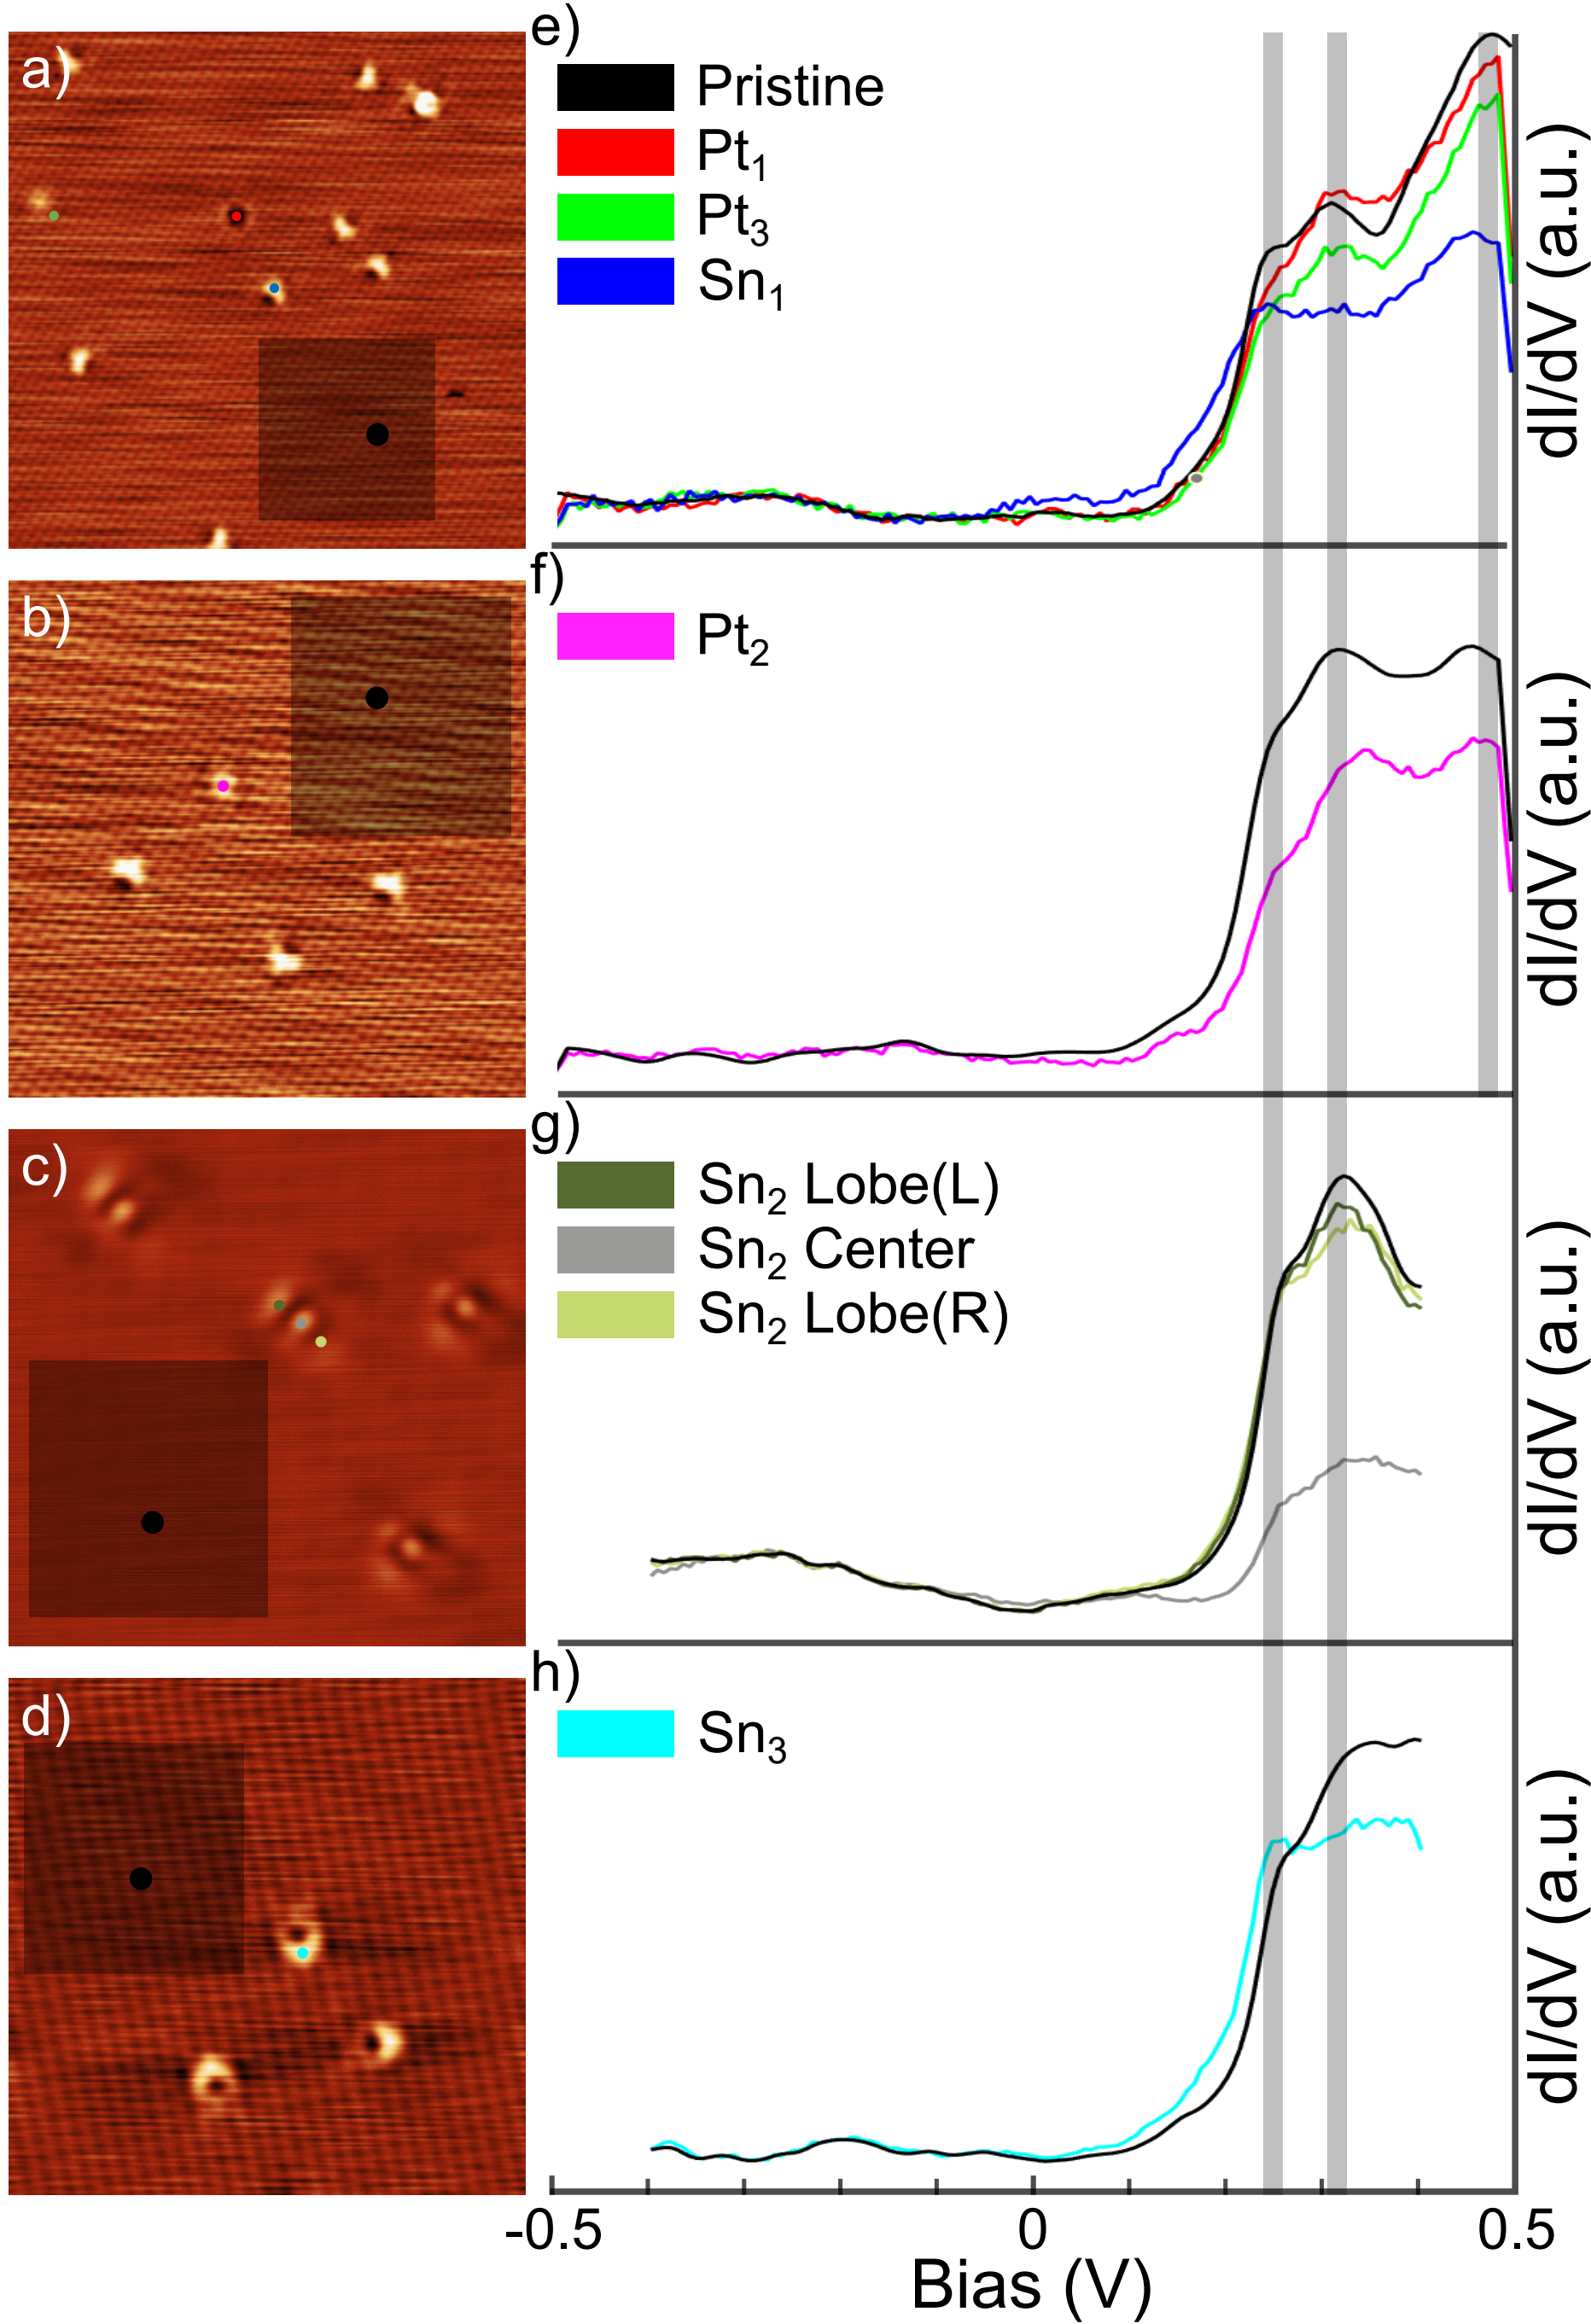 a)
b)
c)
d)
e)
Pristine
Pt₁
Pt₃
Sn₁
dI/dV (a.u.)
f)
Pt₂
dI/dV (a.u.)
g)
Sn₂ Lobe(L)
Sn₂ Center
Sn₂ Lobe(R)
dI/dV (a.u.)
h)
Sn₃
dI/dV (a.u.)
-0.5 0 0.5
Bias (V)